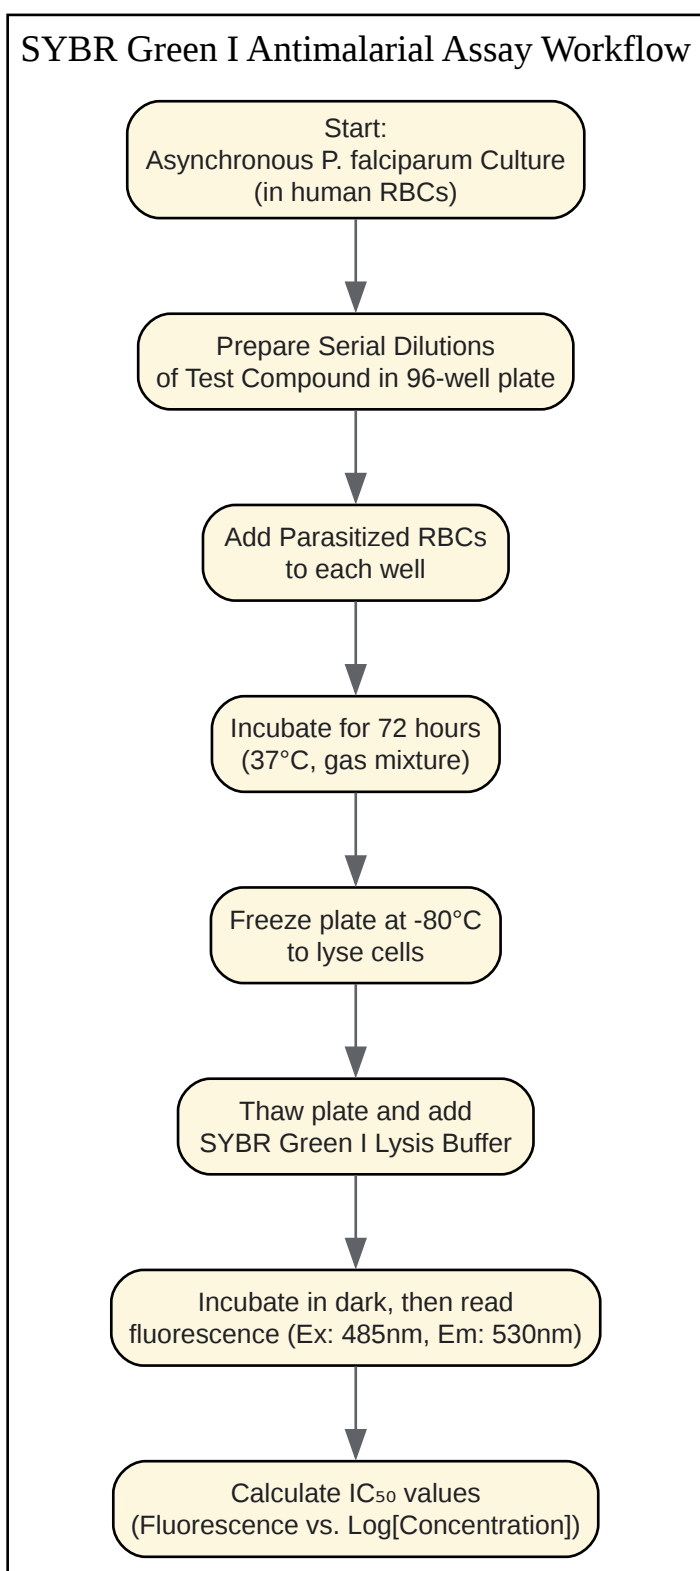 SYBR Green I Antimalarial Assay Workflow
Start:
Asynchronous P. falciparum Culture
(in human RBCs)
Prepare Serial Dilutions
of Test Compound in 96-well plate
Add Parasitized RBCs
to each well
Incubate for 72 hours
(37°C, gas mixture)
Freeze plate at -80°C
to lyse cells
Thaw plate and add
SYBR Green I Lysis Buffer
Incubate in dark, then read
fluorescence (Ex: 485nm, Em: 530nm)
Calculate IC₅₀ values
(Fluorescence vs. Log[Concentration])